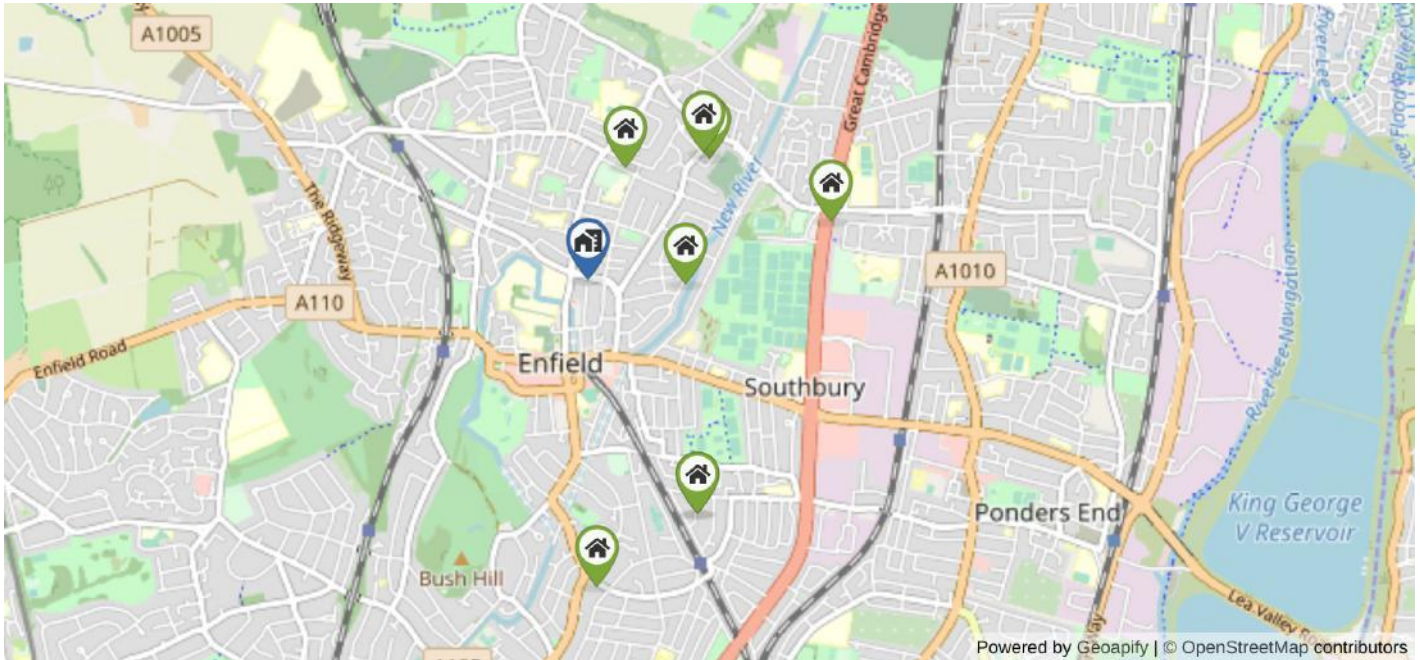 A1005
Great Cambridge
The Ridgeway
New River
A1010
A110
River Lee Navigation
Enfield Road
Enfield
Southbury
King George
V Reservoir
Ponders End
Bush Hill
Lea Valley
Powered by Geoapify | © OpenStreetMap contributors